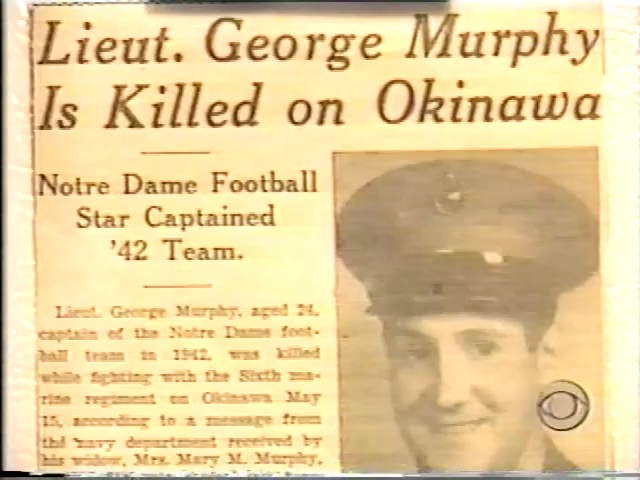 Lieut. George Murphy
Is Killed on Okinawa
Notre Dame Football
Star Captained
'42 Team.
Lieut. George Murphy, aged 24,
captain of the Notre Dame foot-
ball team in 1942, was killed
while fighting with the Sixth ma-
rine regiment on Okinawa May
15, according to a message from
the navy department received by
his widow, Mrs. Mary M. Murphy,